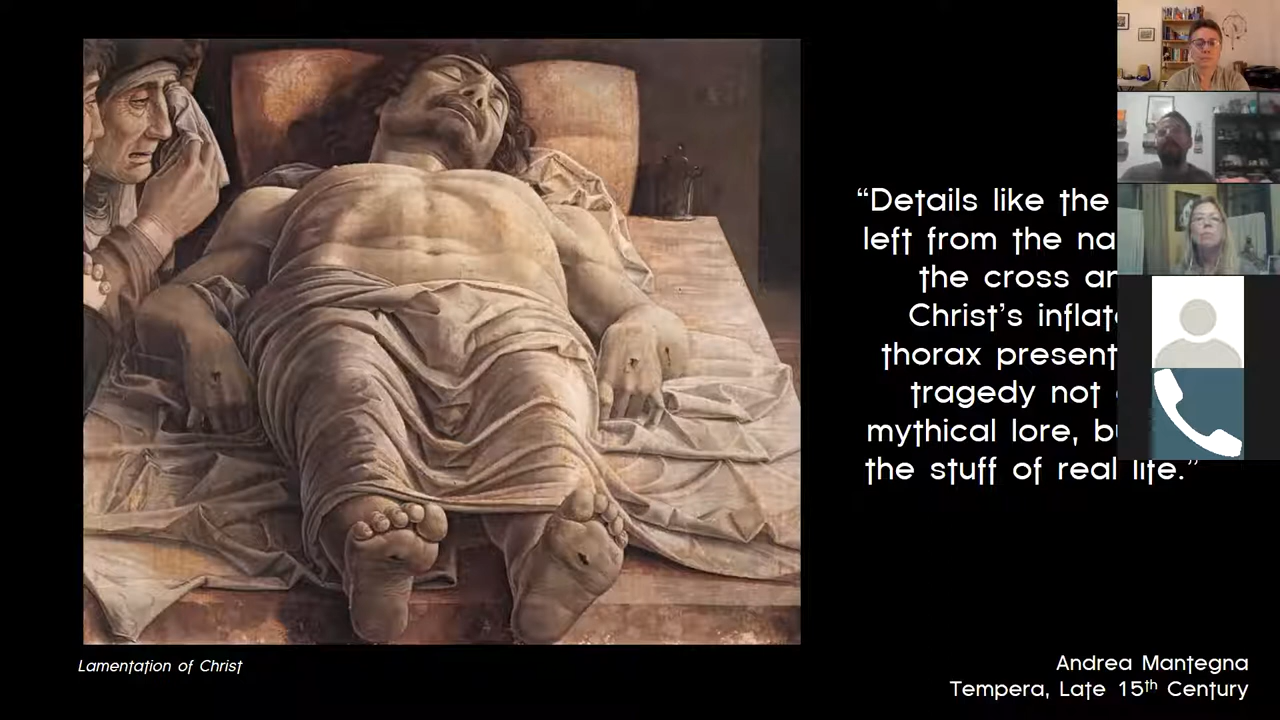 “Details like the
left from the na
the cross an
Christ’s inflat
thorax present
tragedy not
mythical lore, bu
the stuff of real life.”
Lamentation of Christ
Andrea Mantegna
Tempera, Late 15th Century